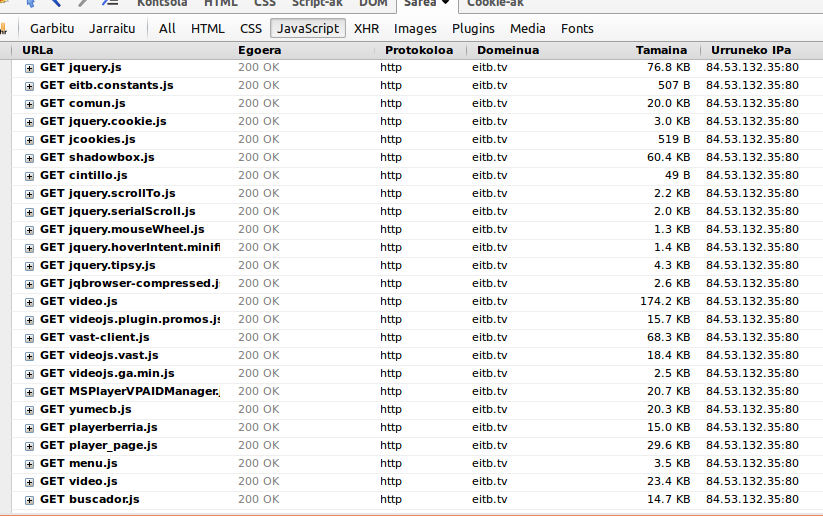 Kontsola HTML CSS Script-ak DOM Sarea Cookie-ak
Garbitu Jarraitu All HTML CSS JavaScript XHR Images Plugins Media Fonts
URLa Egoera Protokoloa Domeinua Tamaina Urruneko IPa
GET jquery.js 200 OK http eitb.tv 76.8 KB 84.53.132.35:80
GET eitb.constants.js 200 OK http eitb.tv 507 B 84.53.132.35:80
GET comun.js 200 OK http eitb.tv 20.0 KB 84.53.132.35:80
GET jquery.cookie.js 200 OK http eitb.tv 3.0 KB 84.53.132.35:80
GET jcookies.js 200 OK http eitb.tv 519 B 84.53.132.35:80
GET shadowbox.js 200 OK http eitb.tv 60.4 KB 84.53.132.35:80
GET cintillo.js 200 OK http eitb.tv 49 B 84.53.132.35:80
GET jquery.scrollTo.js 200 OK http eitb.tv 2.2 KB 84.53.132.35:80
GET jquery.serialScroll.js 200 OK http eitb.tv 2.0 KB 84.53.132.35:80
GET jquery.mouseWheel.js 200 OK http eitb.tv 1.3 KB 84.53.132.35:80
GET jquery.hoverIntent.minifi 200 OK http eitb.tv 1.4 KB 84.53.132.35:80
GET jquery.tipsy.js 200 OK http eitb.tv 4.3 KB 84.53.132.35:80
GET jqbrowser-compressed.j 200 OK http eitb.tv 2.6 KB 84.53.132.35:80
GET video.js 200 OK http eitb.tv 174.2 KB 84.53.132.35:80
GET videojs.plugin.promos.js 200 OK http eitb.tv 15.7 KB 84.53.132.35:80
GET vast-client.js 200 OK http eitb.tv 68.3 KB 84.53.132.35:80
GET videojs.vast.js 200 OK http eitb.tv 18.4 KB 84.53.132.35:80
GET videojs.ga.min.js 200 OK http eitb.tv 2.5 KB 84.53.132.35:80
GET MSPlayerVPAIDManager. 200 OK http eitb.tv 20.7 KB 84.53.132.35:80
GET yumecb.js 200 OK http eitb.tv 20.3 KB 84.53.132.35:80
GET playerberria.js 200 OK http eitb.tv 15.0 KB 84.53.132.35:80
GET player_page.js 200 OK http eitb.tv 29.6 KB 84.53.132.35:80
GET menu.js 200 OK http eitb.tv 3.5 KB 84.53.132.35:80
GET video.js 200 OK http eitb.tv 23.4 KB 84.53.132.35:80
GET buscador.js 200 OK http eitb.tv 14.7 KB 84.53.132.35:80